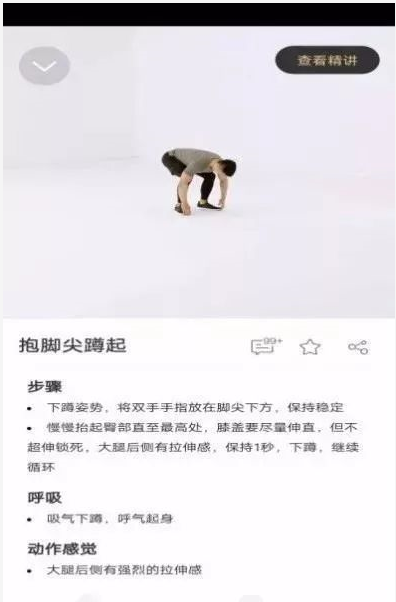 查看精讲
抱脚尖蹲起
99+
步骤
• 下蹲姿势，将双手手指放在脚尖下方，保持稳定
• 慢慢抬起臀部直至最高处，膝盖要尽量伸直，但不
超伸锁死，大腿后侧有拉伸感，保持1秒，下蹲，继续
循环
呼吸
• 吸气下蹲，呼气起身
动作感觉
• 大腿后侧有强烈的拉伸感